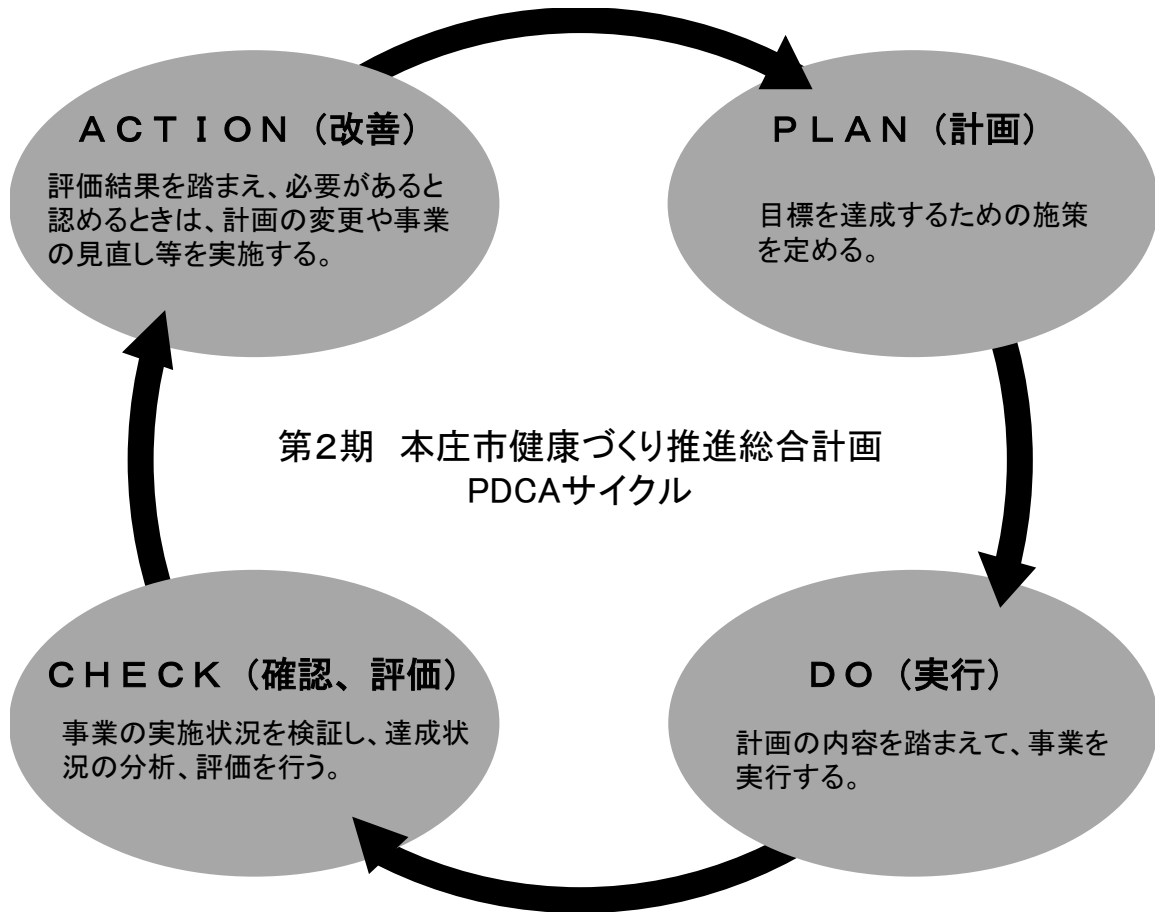 ＡＣＴＩＯＮ（改善）
評価結果を踏まえ、必要があると
認めるときは、計画の変更や事業
の見直し等を実施する。
ＰＬＡＮ（計画）
目標を達成するための施策
を定める。
第２期　本庄市健康づくり推進総合計画
PDCAサイクル
ＣＨＥＣＫ（確認、評価）
事業の実施状況を検証し、達成状
況の分析、評価を行う。
ＤＯ（実行）
計画の内容を踏まえて、事業を
実行する。